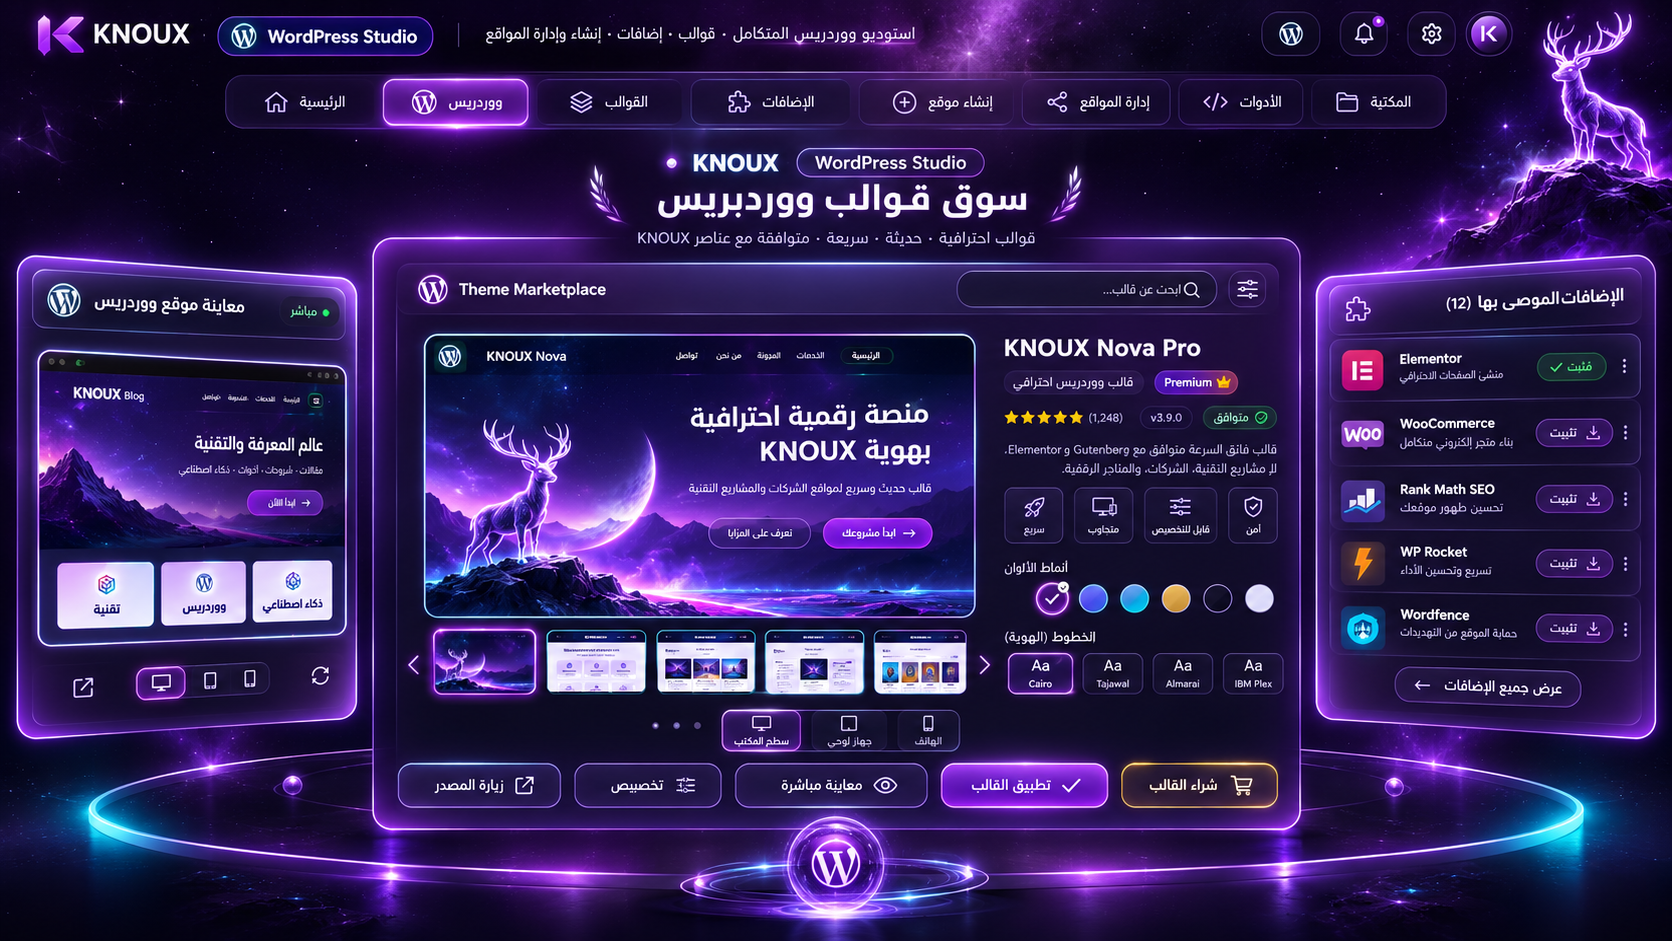 KNOUX
WordPress Studio
استوديو ووردبريس المتكامل · قوالب · إضافات · إنشاء وإدارة المواقع
K
الرئيسية
ووردبريس
القوالب
الإضافات
إنشاء موقع
إدارة المواقع
الأدوات
المكتبة
KNOUX
WordPress Studio
سوق قوالب ووردبريس
قوالب احترافية · حديثة · سريعة · متوافقة مع عناصر KNOUX
معاينة موقع ووردريس
مباشر
KNOUX Blog
عالم المعرفة والتقنية
مقالات · شروحات · أدوات · ذكاء اصطناعي
ابدأ الآن
تقنية
ووردريس
ذكاء اصطناعي
Theme Marketplace
ابحث عن قالب...
KNOUX Nova
الرئيسية
الخدمات
المدونة
من نحن
تواصل
منصة رقمية احترافية
بهوية KNOUX
قالب حديث وسريع لمواقع الشركات والمشاريع التقنية
ابدأ مشروعك
تعرف على المزايا
سطح المكتب
جهاز لوحي
الهاتف
KNOUX Nova Pro
قالب ووردبريس احترافي
Premium
(1,248)
v3.9.0
متوافق
قالب فائق السرعة متوافق مع Gutenberg و Elementor،
مشاريع التقنية، الشركات، والمتاجر
سريع
متجاوب
قابل للتخصيص
آمن
أنماط الألوان
الخطوط (الهوية)
Aa
Cairo
Aa
Tajawal
Aa
Almarai
Aa
IBM Plex
زيارة المصدر
تخصيص
معاينة مباشرة
تطبيق القالب
شراء القالب
الإضافات الموصى بها (12)
Elementor
منشئ الصفحات الاحترافي
WooCommerce
بناء متجر إلكتروني متكامل
تثبيت
WOO
Rank Math SEO
تحسين ظهور موقعك
تثبيت
WP Rocket
تسريع وتحسين الأداء
تثبيت
Wordfence
حماية الموقع من التهديدات
تثبيت
عرض جميع الإضافات